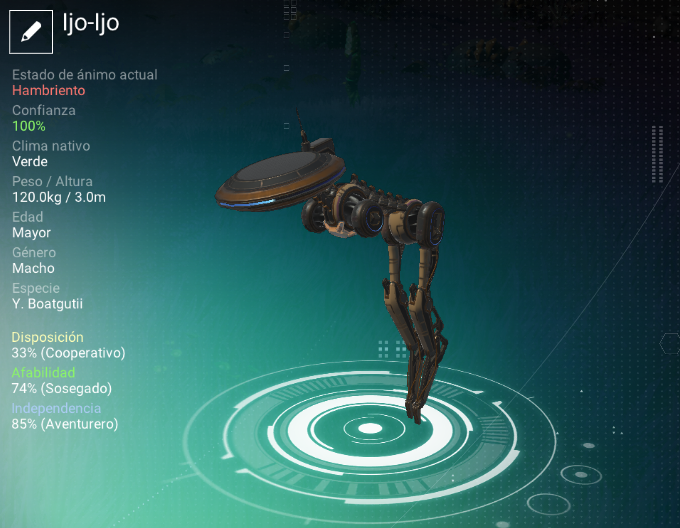 Ijo-Ijo
Estado de ánimo actual
Hambriento
Confianza
100%
Clima nativo
Verde
Peso / Altura
120.0kg / 3.0m
Edad
Mayor
Género
Macho
Especie
Y. Boatgutii
Disposición
33% (Cooperativo)
Afabilidad
74% (Sosegado)
Independencia
85% (Aventurero)